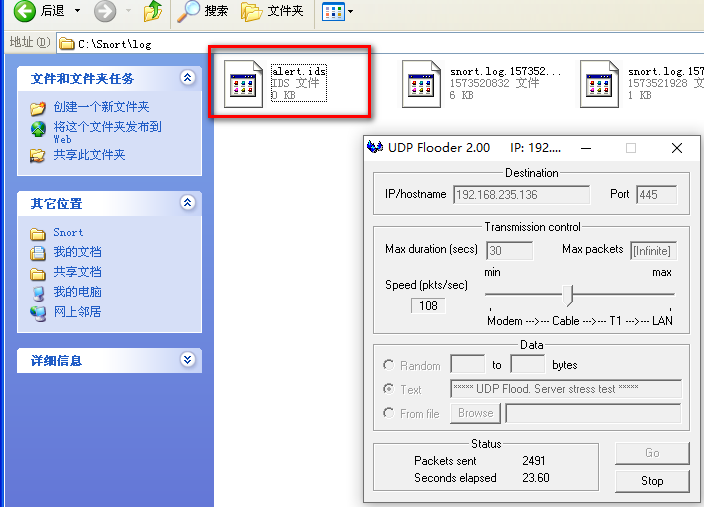 后退 搜索 文件夹
地址(D) C:\Snort\log
文件和文件夹任务
创建一个新文件夹
将这个文件夹发布到
Web
共享此文件夹
其它位置
Snort
我的文档
共享文档
我的电脑
网上邻居
详细信息
alert.ids
IDS 文件
0 KB
snort.log.157352...
1573520832 文件
6 KB
snort.log.1573
1573521928 文
1 KB
UDP Flooder 2.00 IP: 192....
Destination
IP/hostname 192.168.235.136 Port 445
Transmission control
Max duration (secs) 30 Max packets [Infinite]
min max
Speed (pkts/sec)
108
Modem --->--- Cable --->--- T1 --->--- LAN
Data
Random to bytes
Text ***** UDP Flood. Server stress test *****
From file Browse
Status
Packets sent 2491
Seconds elapsed 23.60
Go
Stop